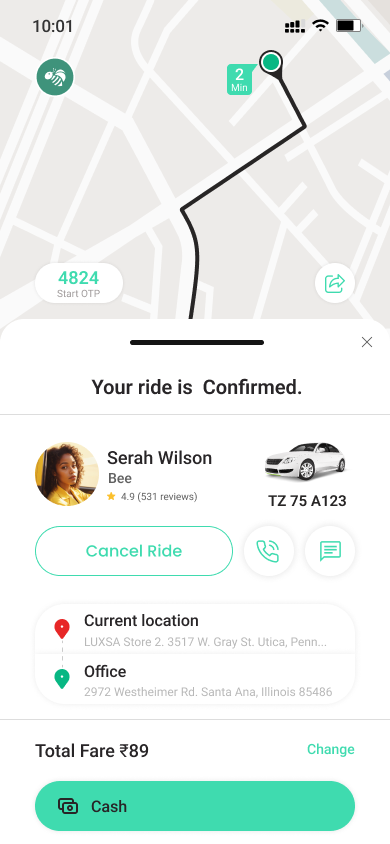 10:01
2
Min
4824
Start OTP
Your ride is Confirmed.
Serah Wilson
Bee
4.9 (531 reviews)
TZ 75 A123
Cancel Ride
Current location
LUXSA Store 2. 3517 W. Gray St. Utica, Penn...
Office
2972 Westheimer Rd. Santa Ana, Illinois 85486
Total Fare ₹89
Change
Cash